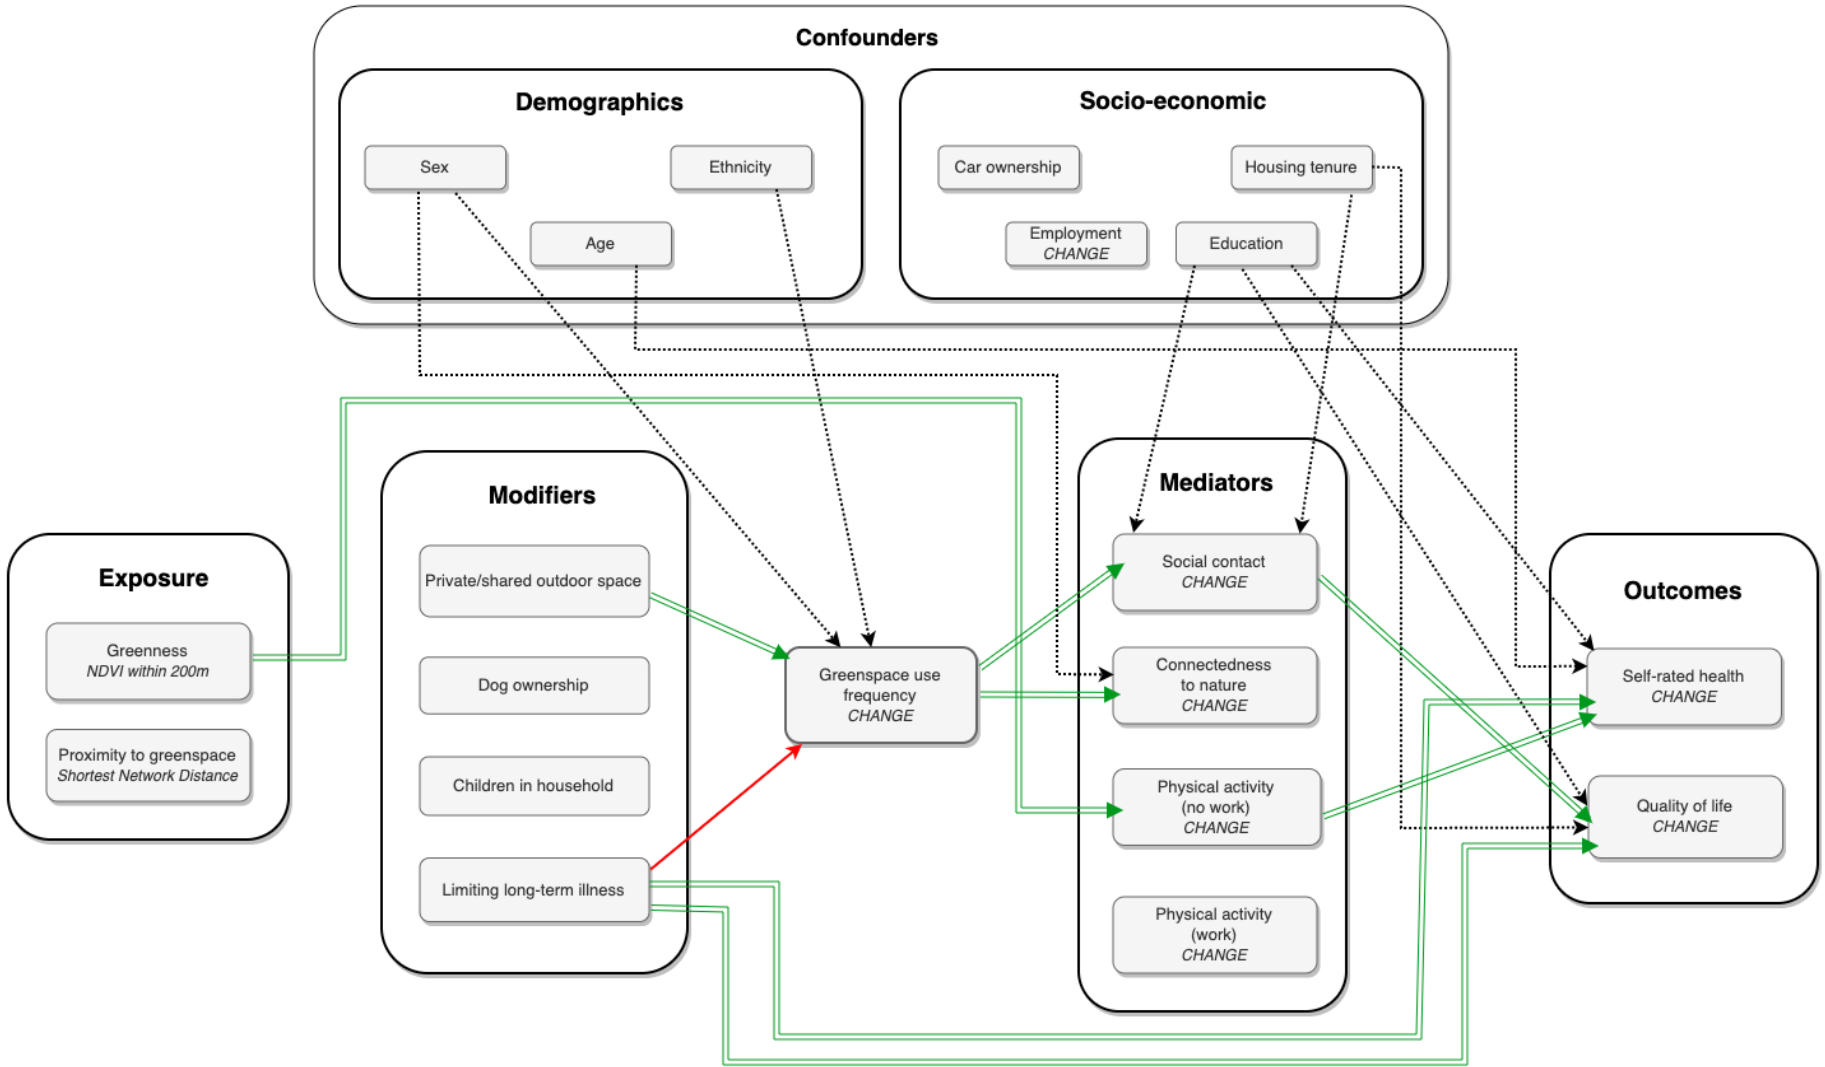 Confounders
Demographics
Sex
Ethnicity
Age
Socio-economic
Car ownership
Housing tenure
Employment
CHANGE
Education
Exposure
Greenness
NDVI within 200m
Proximity to greenspace
Shortest Network Distance
Modifiers
Private/shared outdoor space
Dog ownership
Children in household
Limiting long-term illness
Greenspace use
frequency
CHANGE
Mediators
Social contact
CHANGE
Connectedness
to nature
CHANGE
Physical activity
(no work)
CHANGE
Physical activity
(work)
CHANGE
Outcomes
Self-rated health
CHANGE
Quality of life
CHANGE